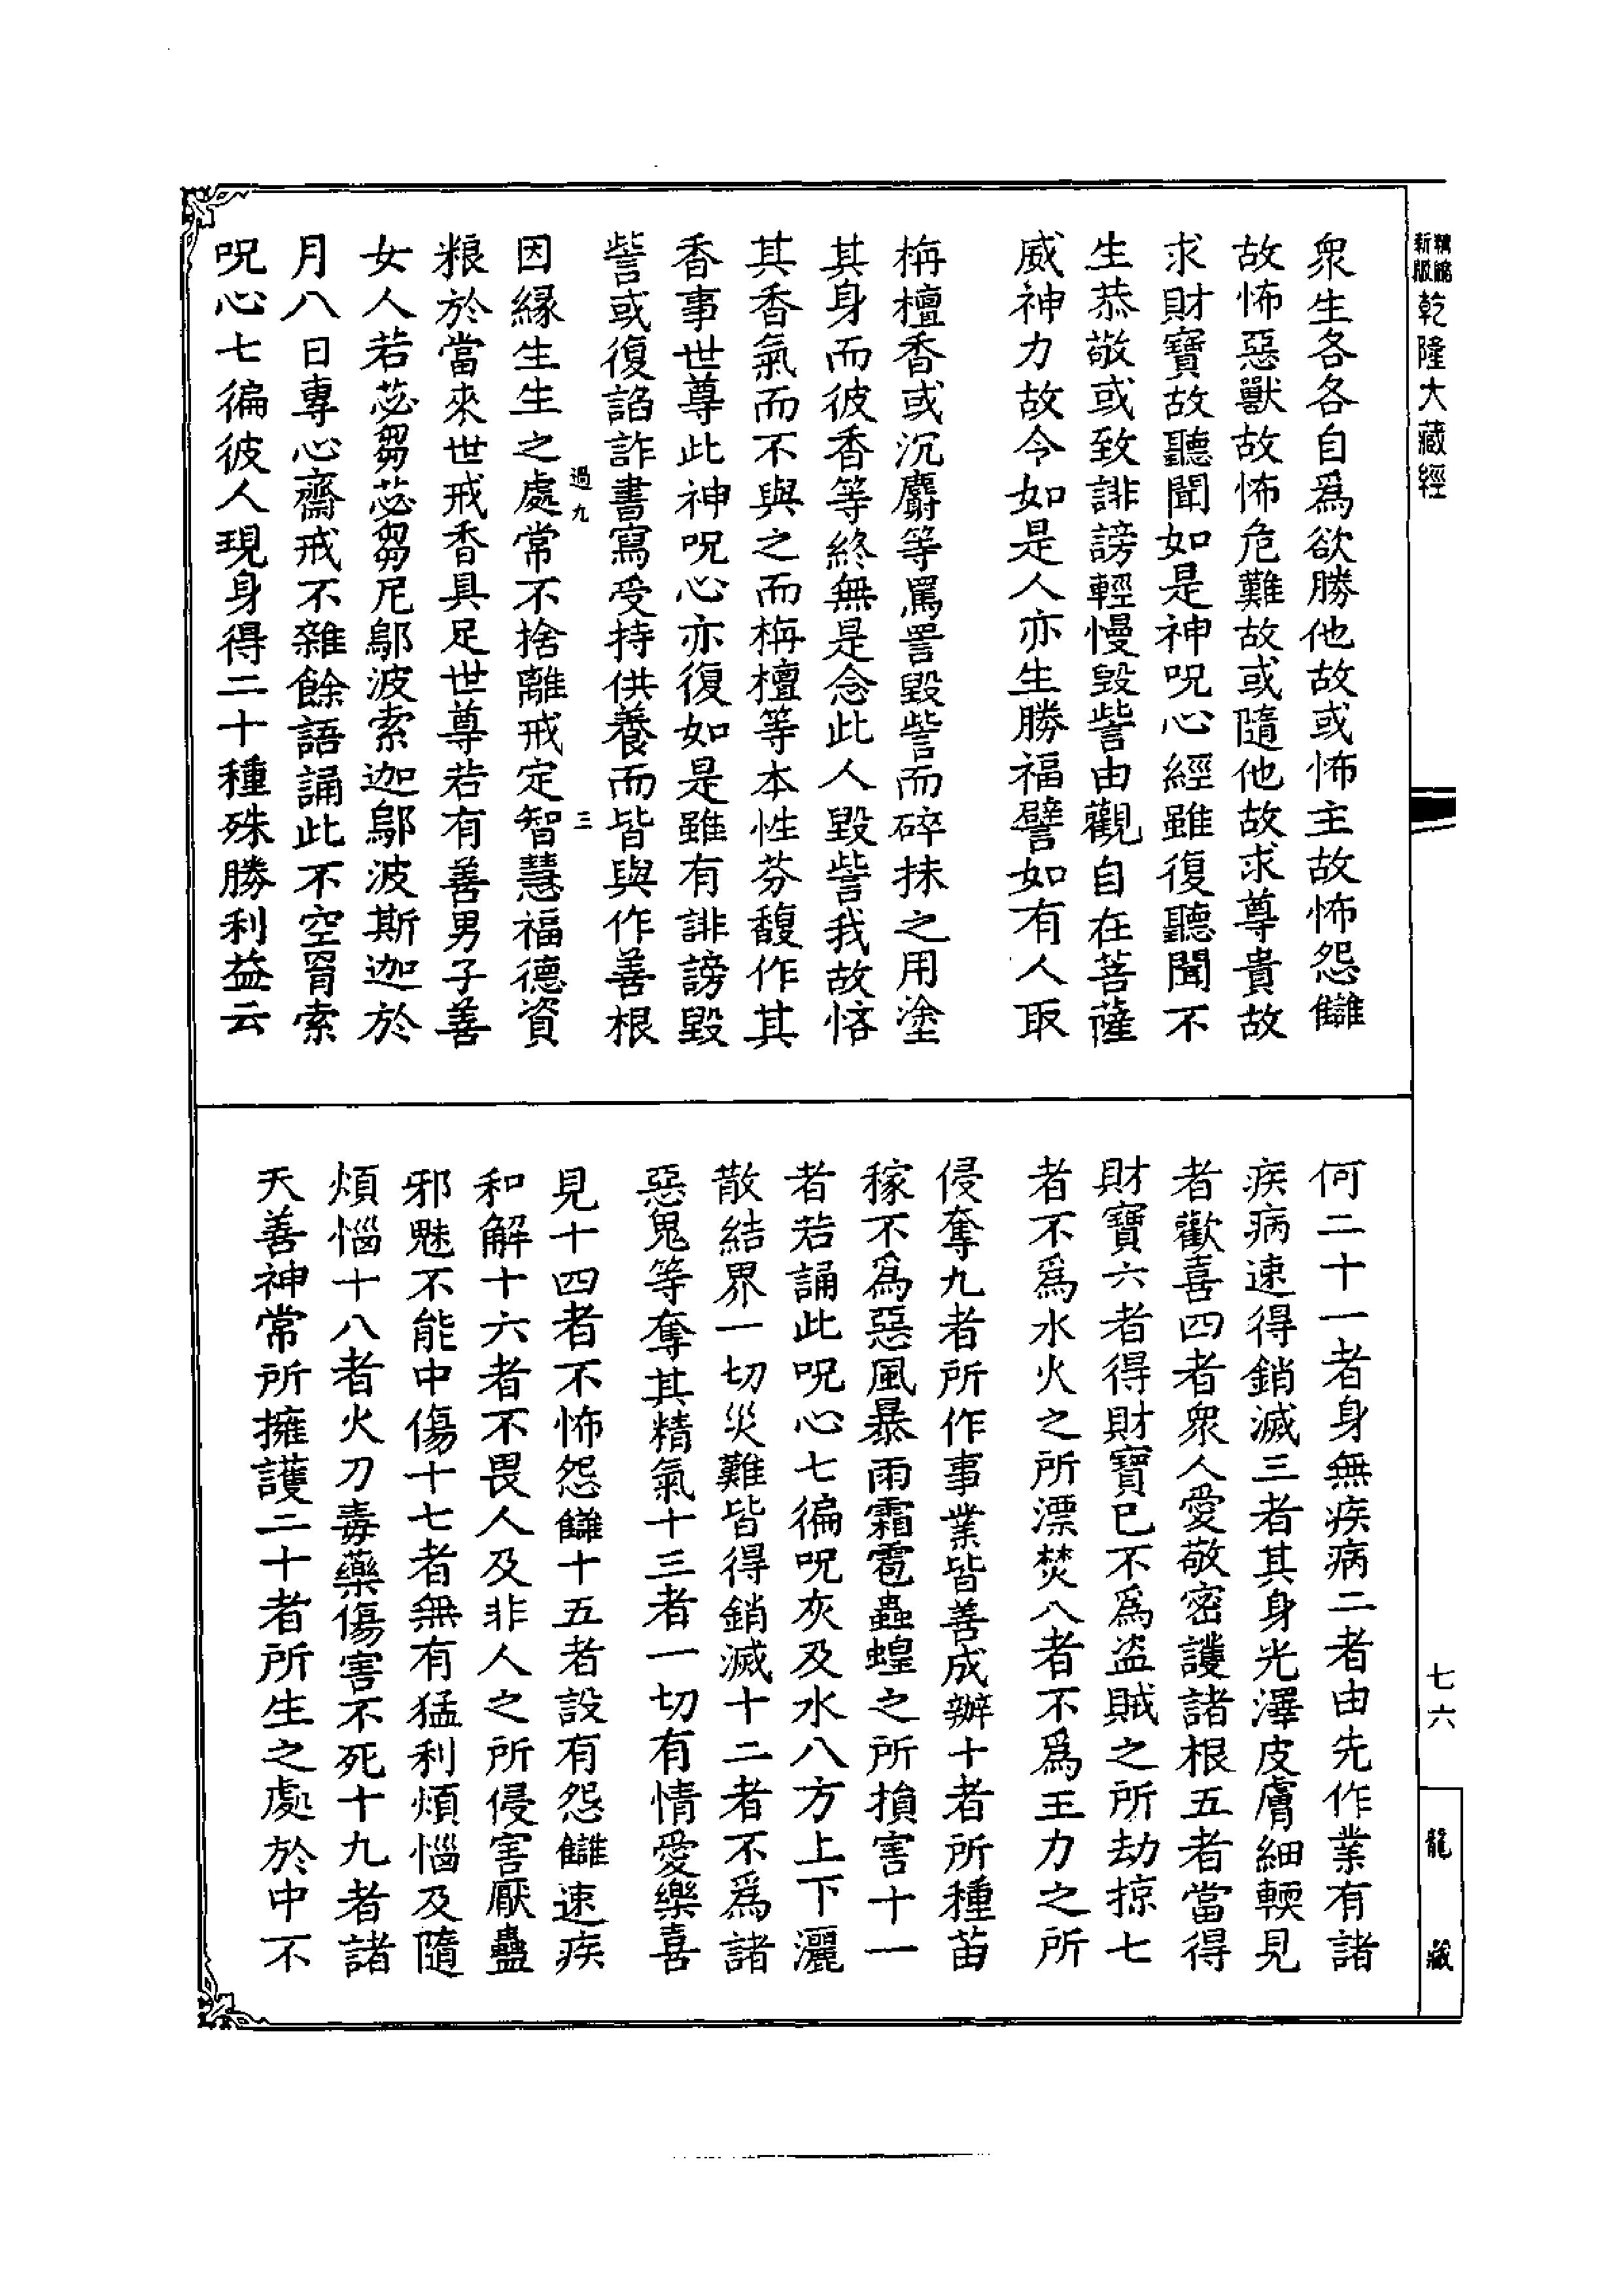 精編新版
乾隆大藏經
衆生各各自爲欲勝他故或怖主故怖怨讎
故怖惡獸故怖危難故或隨他故求尊貴故
求財寶故聽聞如是神呪心經雖復聽聞不
生恭敬或致誹謗輕慢毀訾由觀自在菩薩
威神力故令如是人亦生勝福譬如有人取
栴檀香或沉麝等罵詈毀訾而碎抹之用塗
其身而彼香等終無是念此人毀訾我故悋
其香氣而不與之而栴檀等本性芬馥作其
香事世尊此神呪心亦復如是雖有誹謗毀
訾或復諂詐書寫受持供養而皆與作善根
過九 三
因緣生生之處常不捨離戒定智慧福德資
粮於當來世戒香具足世尊若有善男子善
女人若苾芻苾芻尼鄔波索迦鄔波斯迦於
月八日專心齋戒不雜餘語誦此不空罥索
呪心七徧彼人現身得二十種殊勝利益云
何二十一者身無疾病二者由先作業有諸
疾病速得銷滅三者其身光澤皮膚細輭見
者歡喜四者衆人愛敬密護諸根五者當得
財寶六者得財寶已不爲盜賊之所劫掠七
者不爲水火之所漂焚八者不爲王力之所
侵奪九者所作事業皆善成辦十者所種苗
稼不爲惡風暴雨霜雹蟲蝗之所損害十一
者若誦此呪心七徧呪灰及水八方上下灑
散結界一切災難皆得銷滅十二者不爲諸
惡鬼等奪其精氣十三者一切有情愛樂喜
見十四者不怖怨讎十五者設有怨讎速疾
和解十六者不畏人及非人之所侵害厭蠱
邪魅不能中傷十七者無有猛利煩惱及隨
煩惱十八者火刀毒藥傷害不死十九者諸
天善神常所擁護二十者所生之處於中不
七六
龍藏